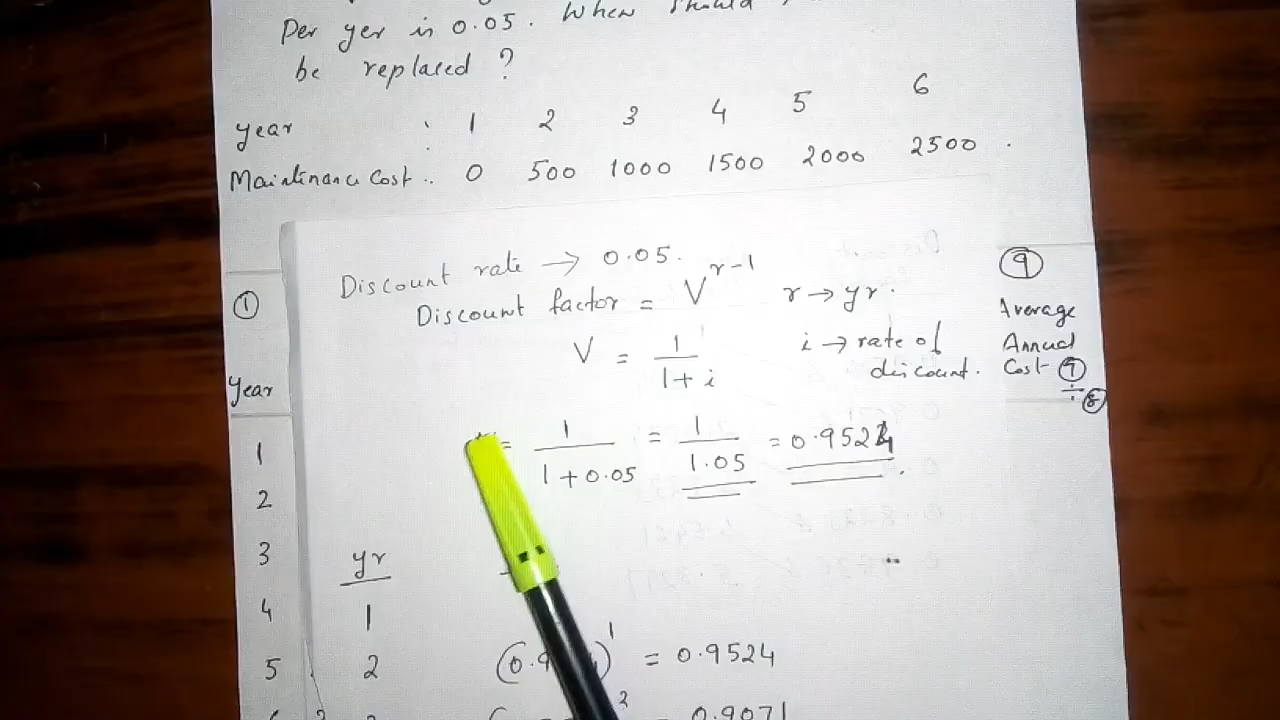 Per yer is 0.05. When should
be replaced ?
year : 1 2 3 4 5 6
Maintinance Cost .. 0 500 1000 1500 2000 2500 .
Discount rate → 0.05.
Discount factor = V^r-1 r → yr.
V = 1/1+i i → rate of discount.
= 1/1+0.05 = 1/1.05 = 0.9524.
①
Year
1
2
3
4
5
⑨
Average
Annual
Cost ⑦
÷ ⑧
yr
1
2 ( )^1 = 0.9524
2 0.9071